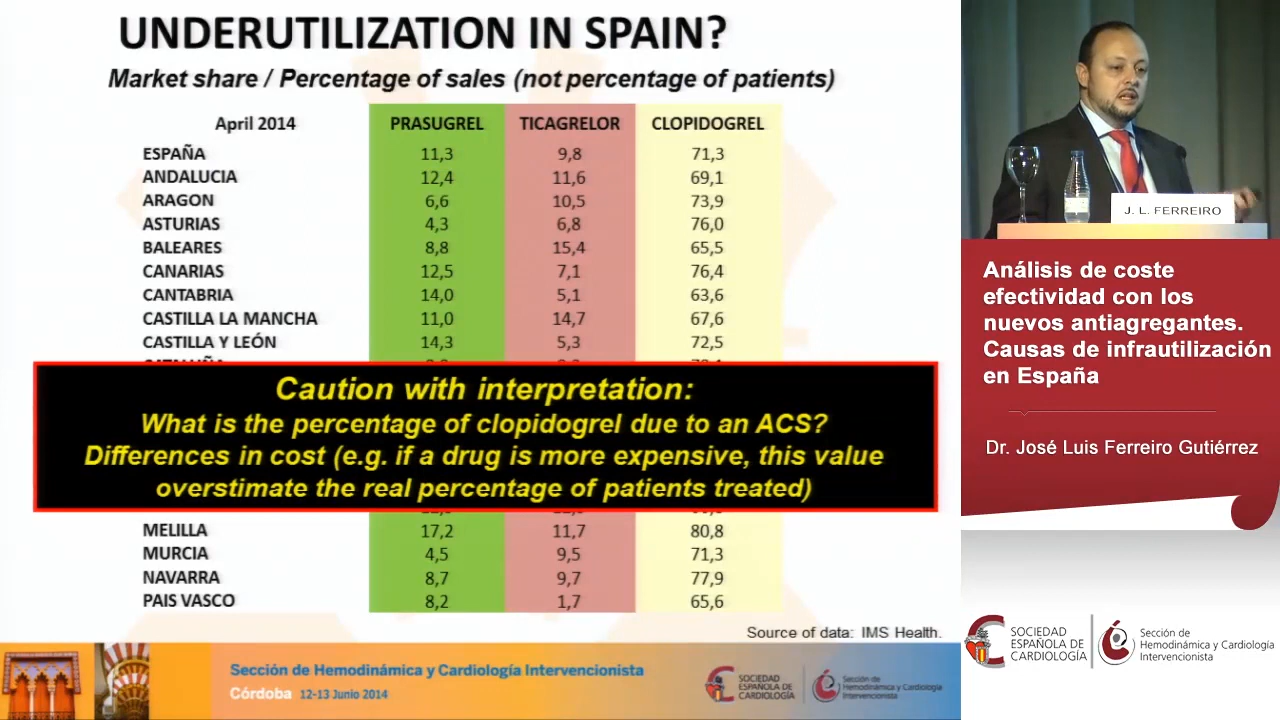 UNDERUTILIZATION IN SPAIN?
Market share / Percentage of sales (not percentage of patients)
April 2014 PRASUGREL TICAGRELOR CLOPIDOGREL
ESPAÑA 11,3 9,8 71,3
ANDALUCIA 12,4 11,6 69,1
ARAGON 6,6 10,5 73,9
ASTURIAS 4,3 6,8 76,0
BALEARES 8,8 15,4 65,5
CANARIAS 12,5 7,1 76,4
CANTABRIA 14,0 5,1 63,6
CASTILLA LA MANCHA 11,0 14,7 67,6
CASTILLA Y LEÓN 14,3 5,3 72,5
Caution with interpretation:
What is the percentage of clopidogrel due to an ACS?
Differences in cost (e.g. if a drug is more expensive, this value
overstimate the real percentage of patients treated)
MELILLA 17,2 11,7 80,8
MURCIA 4,5 9,5 71,3
NAVARRA 8,7 9,7 77,9
PAIS VASCO 8,2 1,7 65,6
Source of data: IMS Health.
Sección de Hemodinámica y Cardiología Intervencionista
Córdoba 12-13 Junio 2014
SOCIEDAD
ESPAÑOLA DE
CARDIOLOGÍA
Sección de
Hemodinámica y Cardiología
Intervencionista
J. L. FERREIRO
Análisis de coste
efectividad con los
nuevos antiagregantes.
Causas de infrautilización
en España
Dr. José Luis Ferreiro Gutiérrez
SOCIEDAD
ESPAÑOLA DE
CARDIOLOGÍA
Sección de
Hemodinámica y Cardiología
Intervencionista